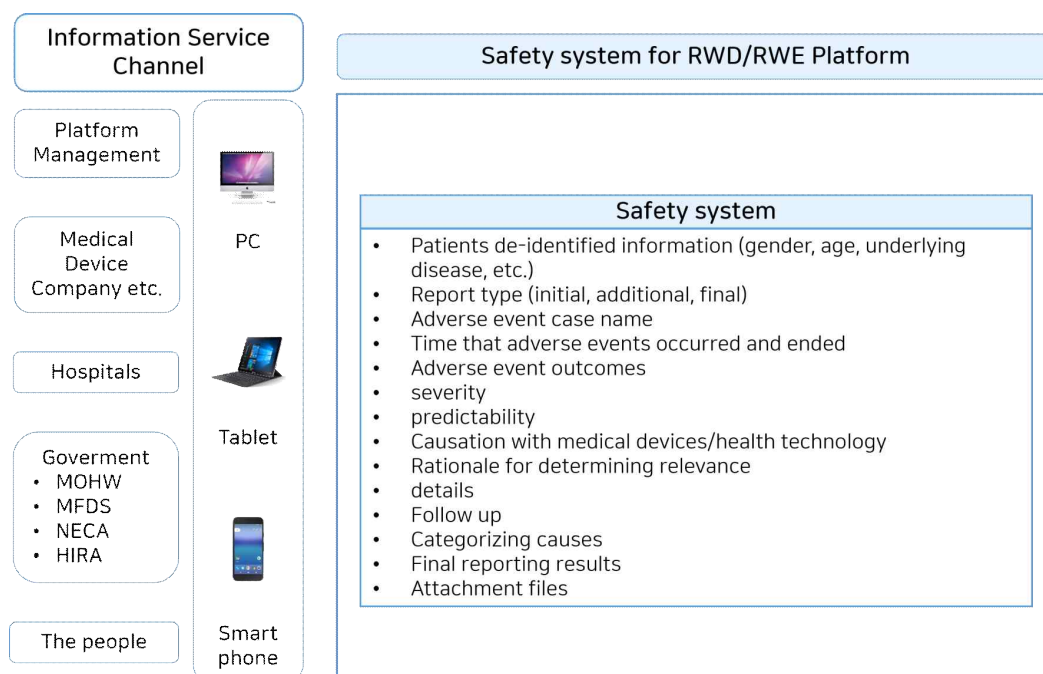 Information Service
Channel
Platform
Management
Medical
Device
Company etc.
Hospitals
Goverment
• MOHW
• MFDS
• NECA
• HIRA
The people
PC
Tablet
Smart
phone
Safety system for RWD/RWE Platform
Safety system
• Patients de-identified information (gender, age, underlying
disease, etc.)
• Report type (initial, additional, final)
• Adverse event case name
• Time that adverse events occurred and ended
• Adverse event outcomes
• severity
• predictability
• Causation with medical devices/health technology
• Rationale for determining relevance
• details
• Follow up
• Categorizing causes
• Final reporting results
• Attachment files